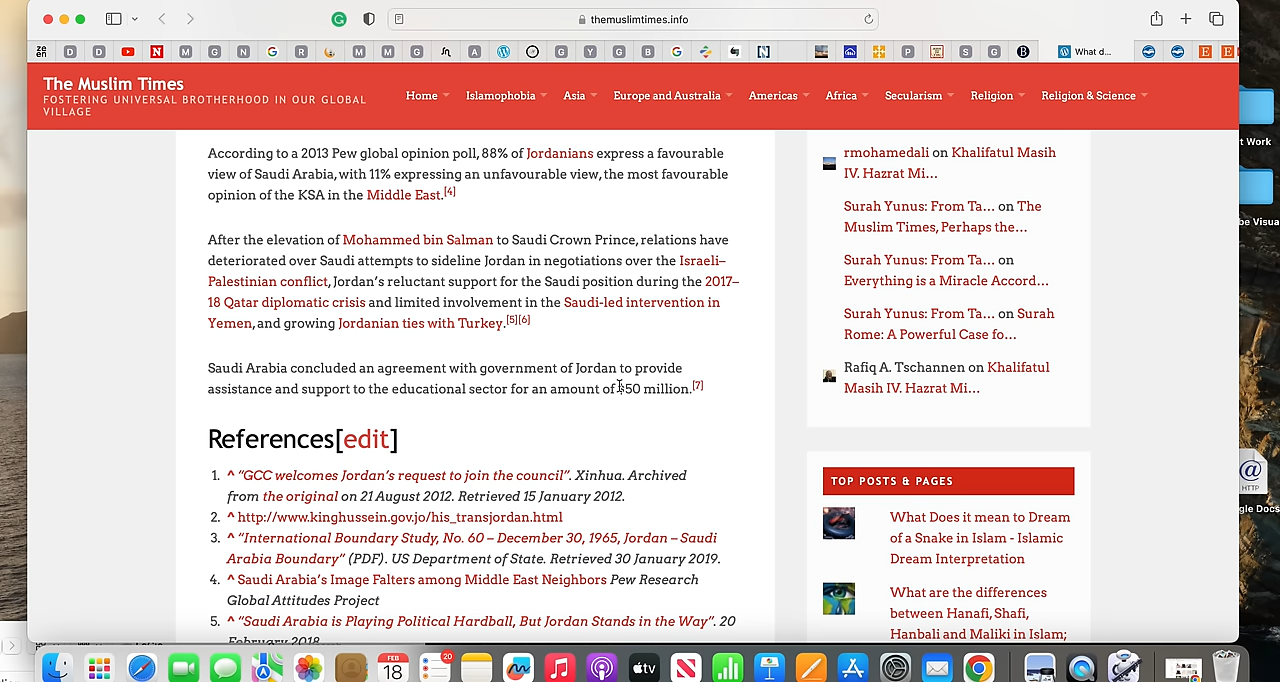 themuslimtimes.info
What d...
The Muslim Times
FOSTERING UNIVERSAL BROTHERHOOD IN OUR GLOBAL
VILLAGE
Home
Islamophobia
Asia
Europe and Australia
Americas
Africa
Secularism
Religion
Religion & Science
t Work
According to a 2013 Pew global opinion poll, 88% of Jordanians express a favourable
view of Saudi Arabia, with 11% expressing an unfavourable view, the most favourable
opinion of the KSA in the Middle East.[4]
After the elevation of Mohammed bin Salman to Saudi Crown Prince, relations have
deteriorated over Saudi attempts to sideline Jordan in negotiations over the Israeli–
Palestinian conflict, Jordan’s reluctant support for the Saudi position during the 2017–
18 Qatar diplomatic crisis and limited involvement in the Saudi-led intervention in
Yemen, and growing Jordanian ties with Turkey.[5][6]
Saudi Arabia concluded an agreement with government of Jordan to provide
assistance and support to the educational sector for an amount of $50 million.[7]
References[edit]
1. ^ “GCC welcomes Jordan’s request to join the council”. Xinhua. Archived
from the original on 21 August 2012. Retrieved 15 January 2012.
2. ^ http://www.kinghussein.gov.jo/his_transjordan.html
3. ^ “International Boundary Study, No. 60 – December 30, 1965, Jordan – Saudi
Arabia Boundary” (PDF). US Department of State. Retrieved 30 January 2019.
4. ^ Saudi Arabia’s Image Falters among Middle East Neighbors Pew Research
Global Attitudes Project
5. ^ “Saudi Arabia is Playing Political Hardball, But Jordan Stands in the Way”. 20
February 2018
rmohamedali on Khalifatul Masih
IV. Hazrat Mi...
Surah Yunus: From Ta... on The
Muslim Times, Perhaps the...
Surah Yunus: From Ta... on
Everything is a Miracle Accord...
Surah Yunus: From Ta... on Surah
Rome: A Powerful Case fo...
Rafiq A. Tschannen on Khalifatul
Masih IV. Hazrat Mi...
TOP POSTS & PAGES
What Does it mean to Dream
of a Snake in Islam - Islamic
Dream Interpretation
What are the differences
between Hanafi, Shafi,
Hanbali and Maliki in Islam;
be Visua
@
HTTP
gle Docs
FEB
18
20
tv